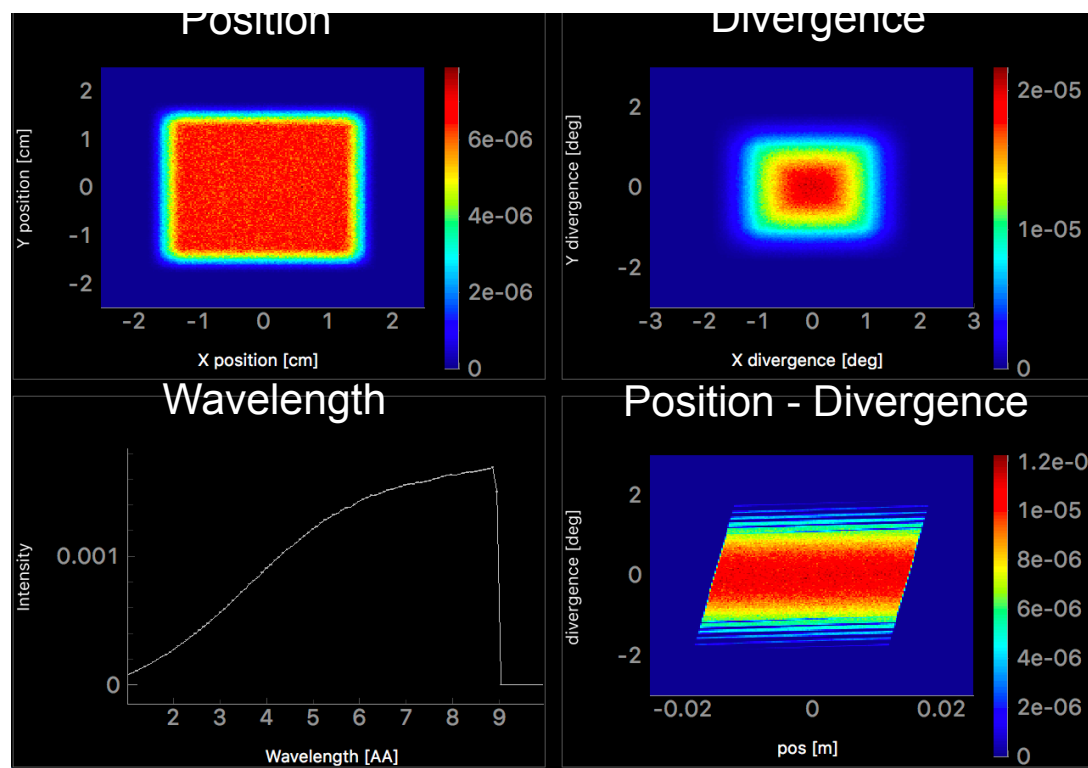 Position
2
1
0
-1
-2
Y position [cm]
-2 -1 0 1 2
X position [cm]
6e-06
4e-06
2e-06
0
Divergence
2
0
-2
Y divergence [deg]
-3 -2 -1 0 1 2 3
X divergence [deg]
2e-05
1e-05
0
Wavelength
0.001
0
Intensity
2 3 4 5 6 7 8 9
Wavelength [AA]
Position - Divergence
2
0
-2
divergence [deg]
-0.02 0 0.02
pos [m]
1.2e-0
1e-05
8e-06
6e-06
4e-06
2e-06
0